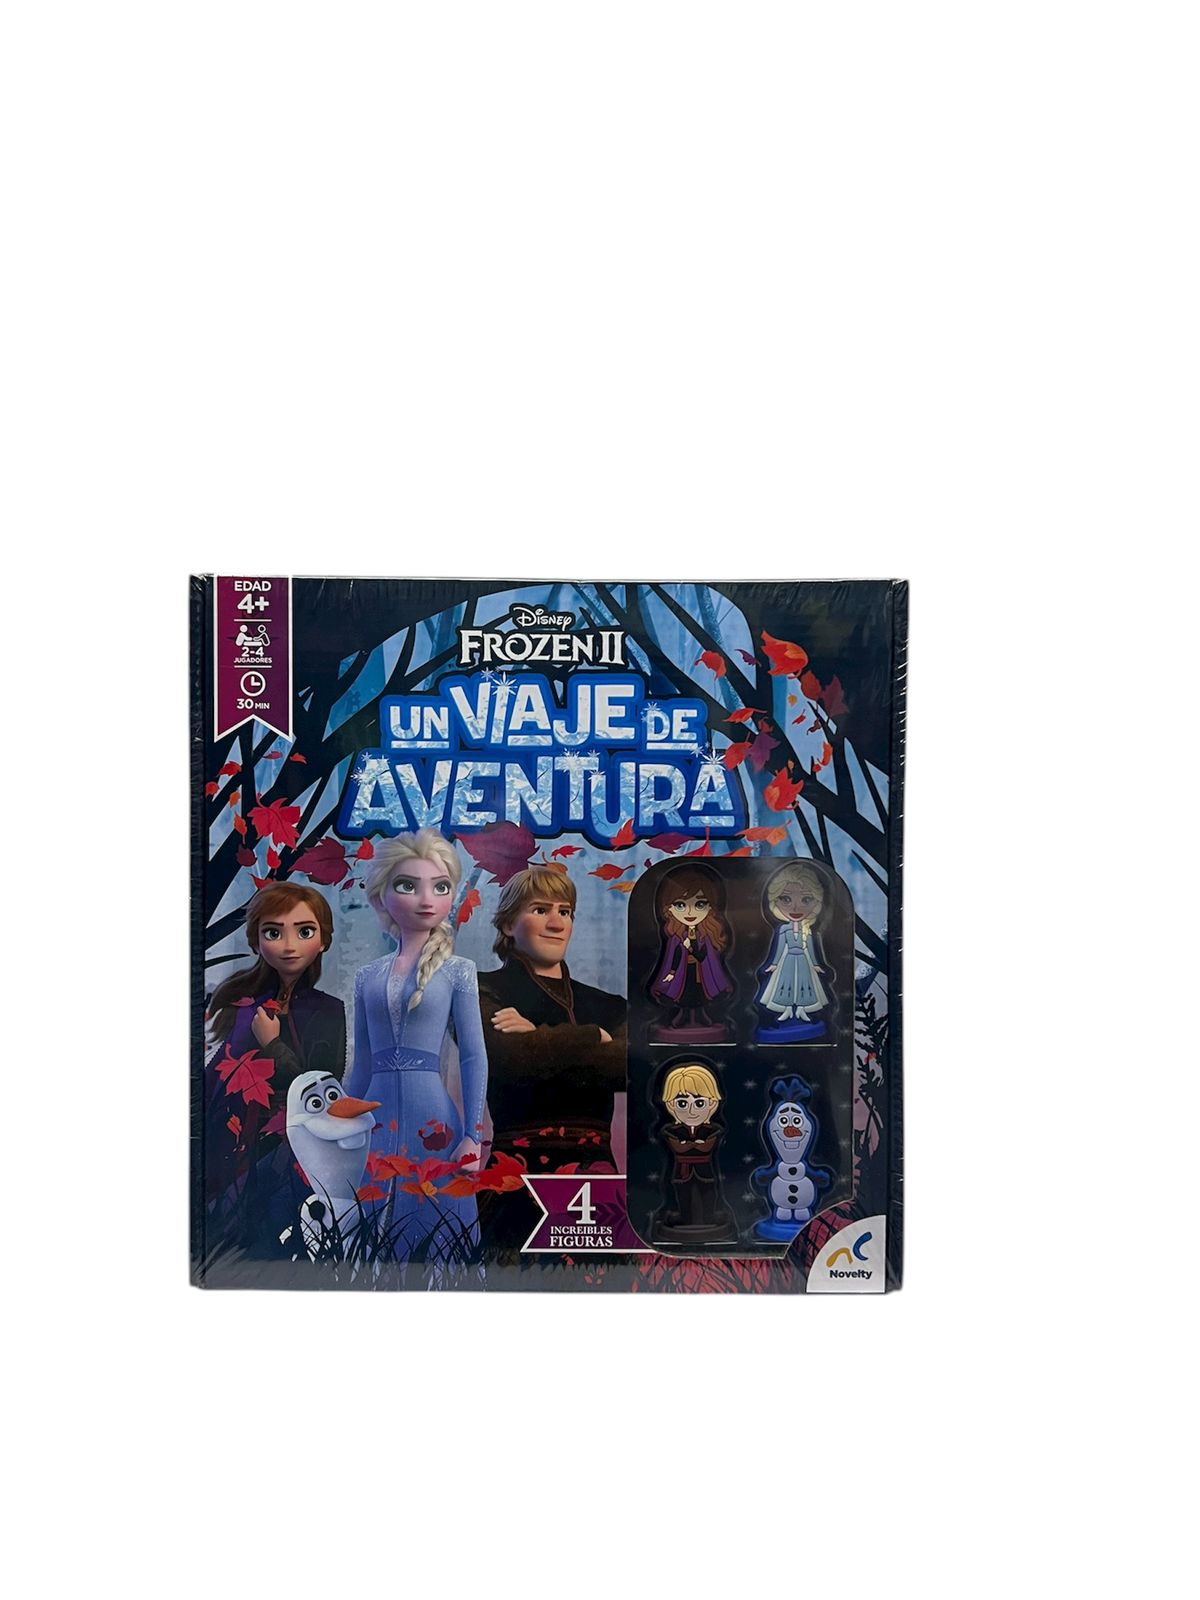 EDAD
4+
2-4
JUGADORES
30 MIN
Disney
FROZEN II
UN VIAJE DE
AVENTURA
4
INCREIBLES
FIGURAS
Novelty